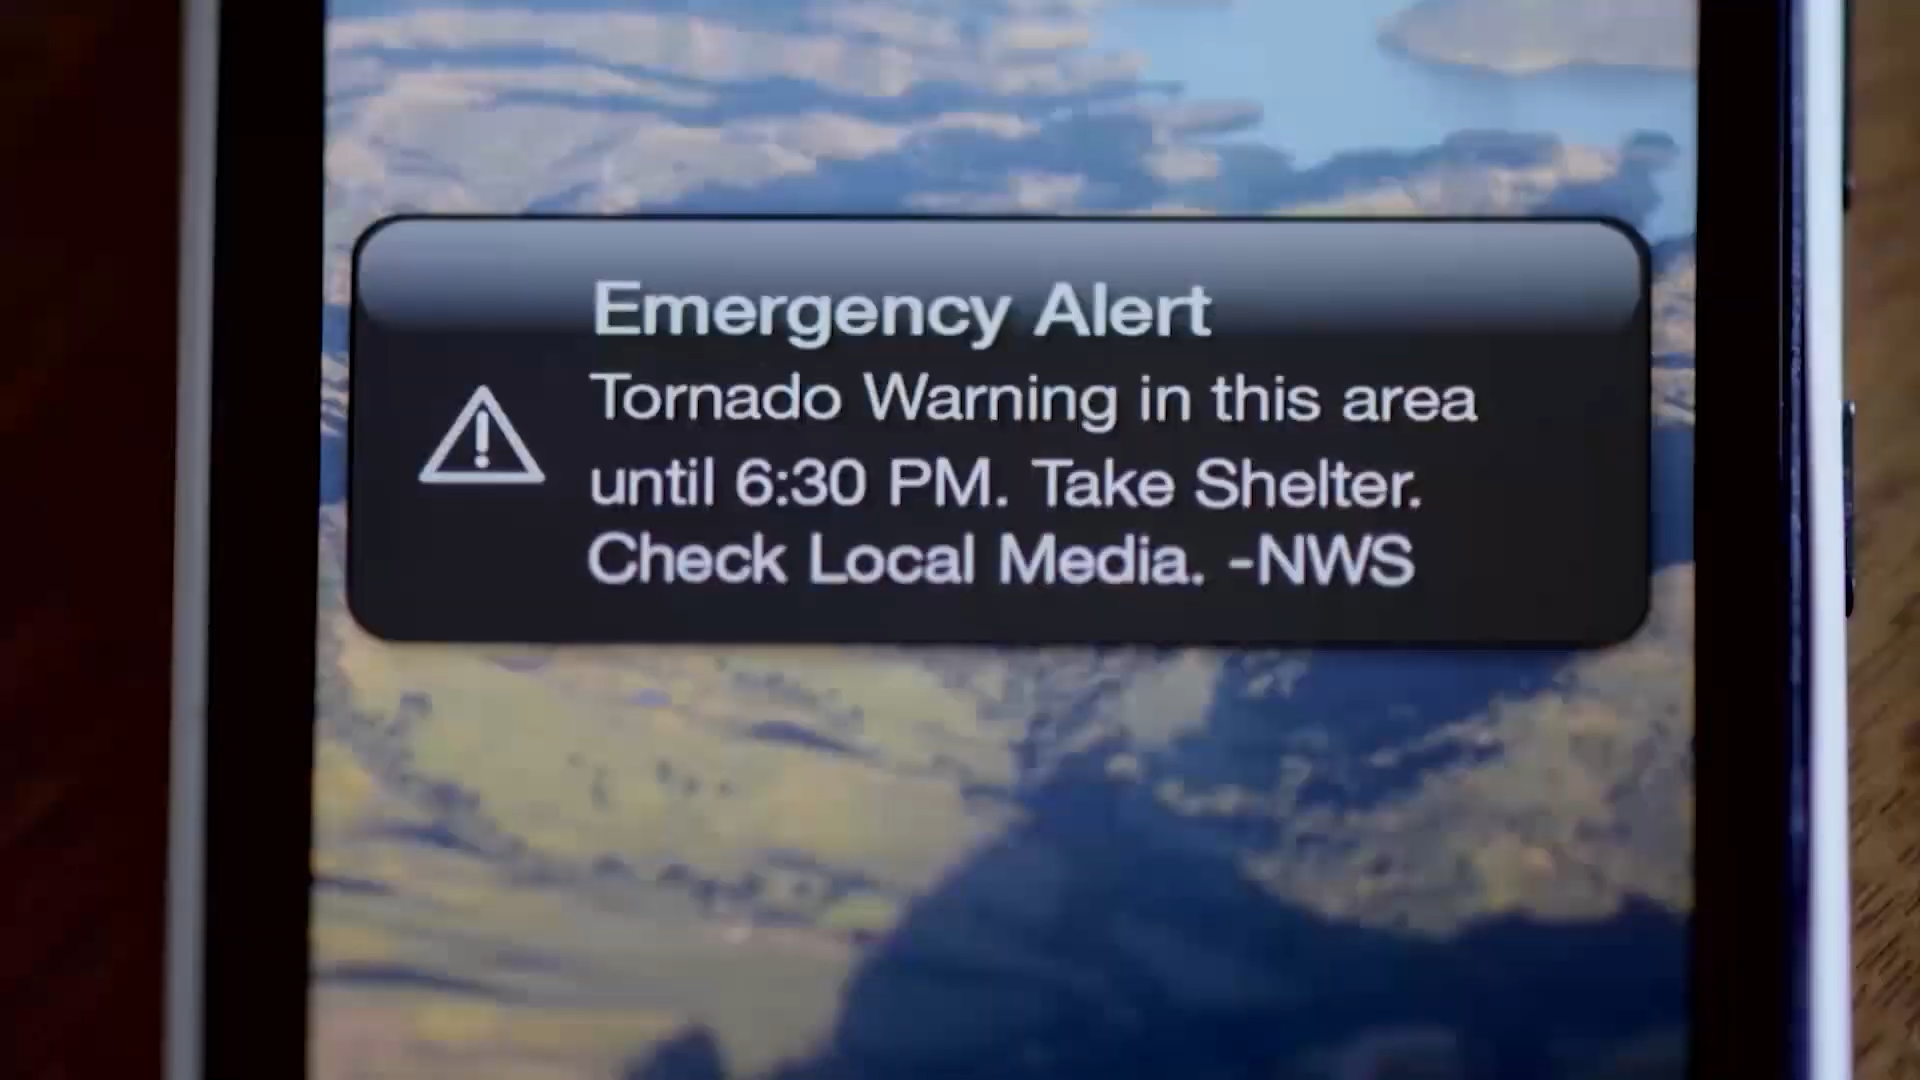 Emergency Alert
Tornado Warning in this area
until 6:30 PM. Take Shelter.
Check Local Media. -NWS